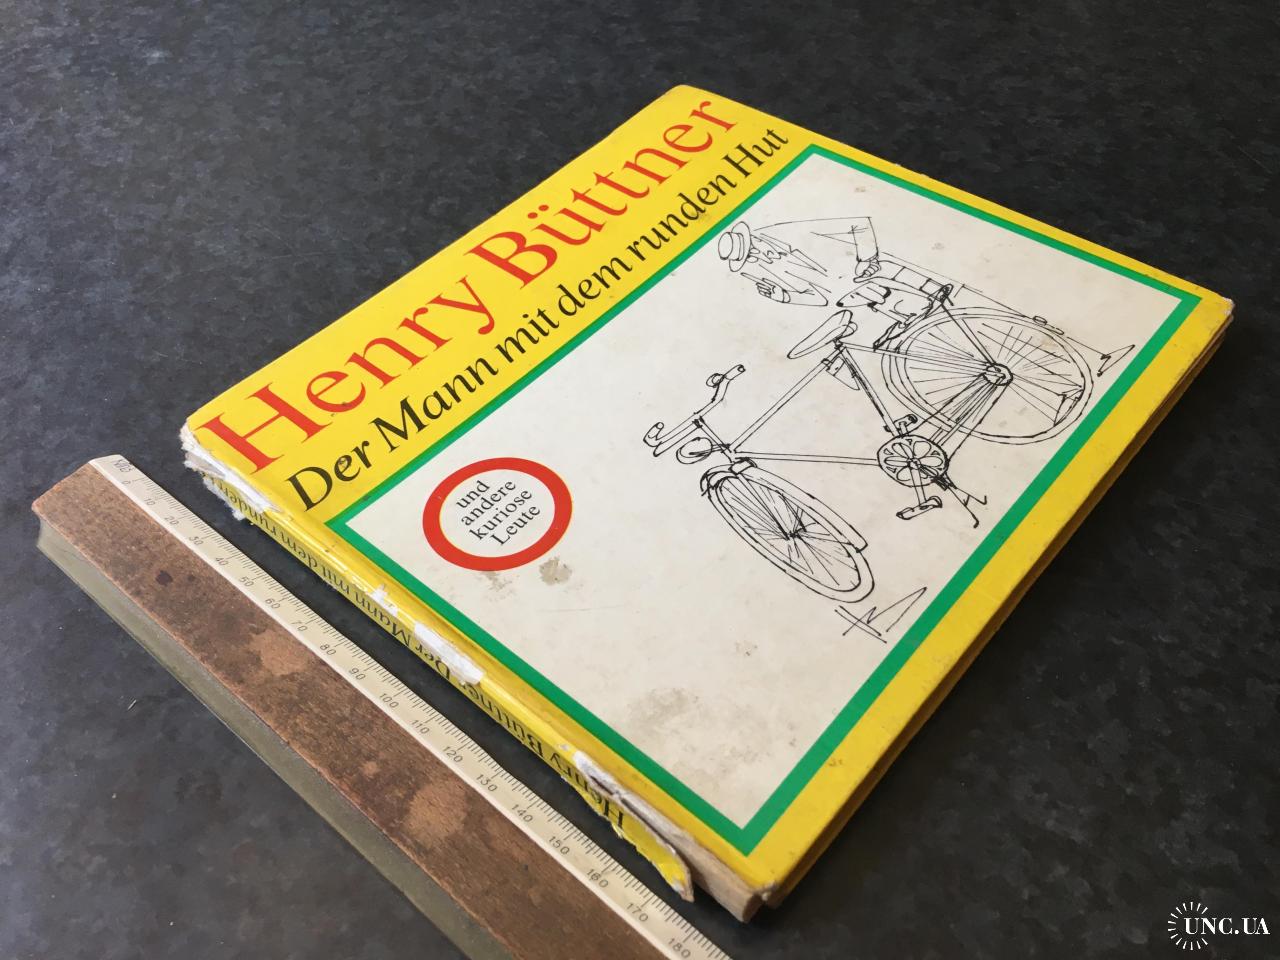 Henry Büttner
Der Mann mit dem runden Hut
und
andere
kuriose
Leute
Henry Büttner Der Mann mit dem runden
0 10 20 30 40 50 60 70 80 90 100 110 120 130 140 150 160 170 180
UNC.UA